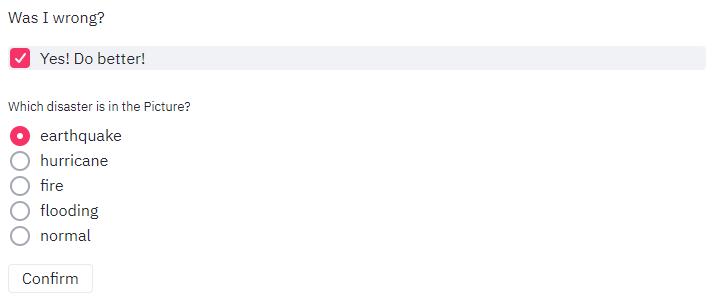 Was I wrong?
Yes! Do better!
Which disaster is in the Picture?
earthquake
hurricane
fire
flooding
normal
Confirm